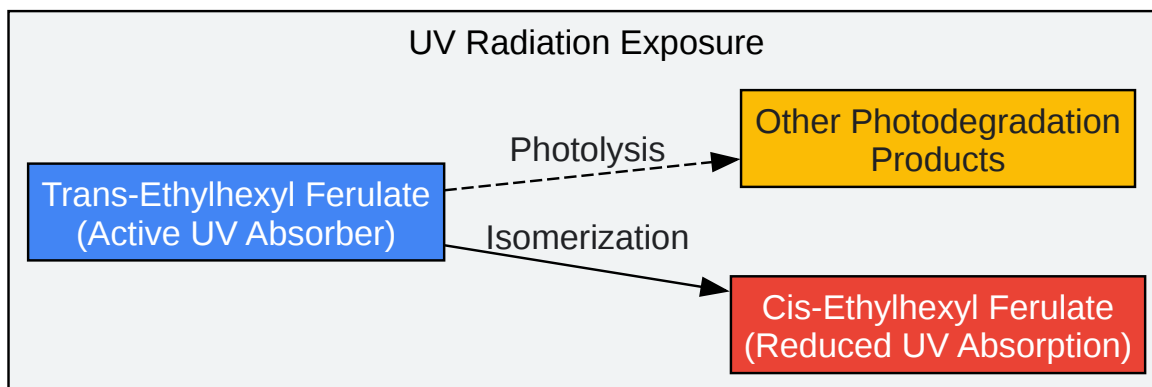 UV Radiation Exposure
Other Photodegradation
Products
Photolysis
Trans-Ethylhexyl Ferulate
(Active UV Absorber)
Isomerization
Cis-Ethylhexyl Ferulate
(Reduced UV Absorption)